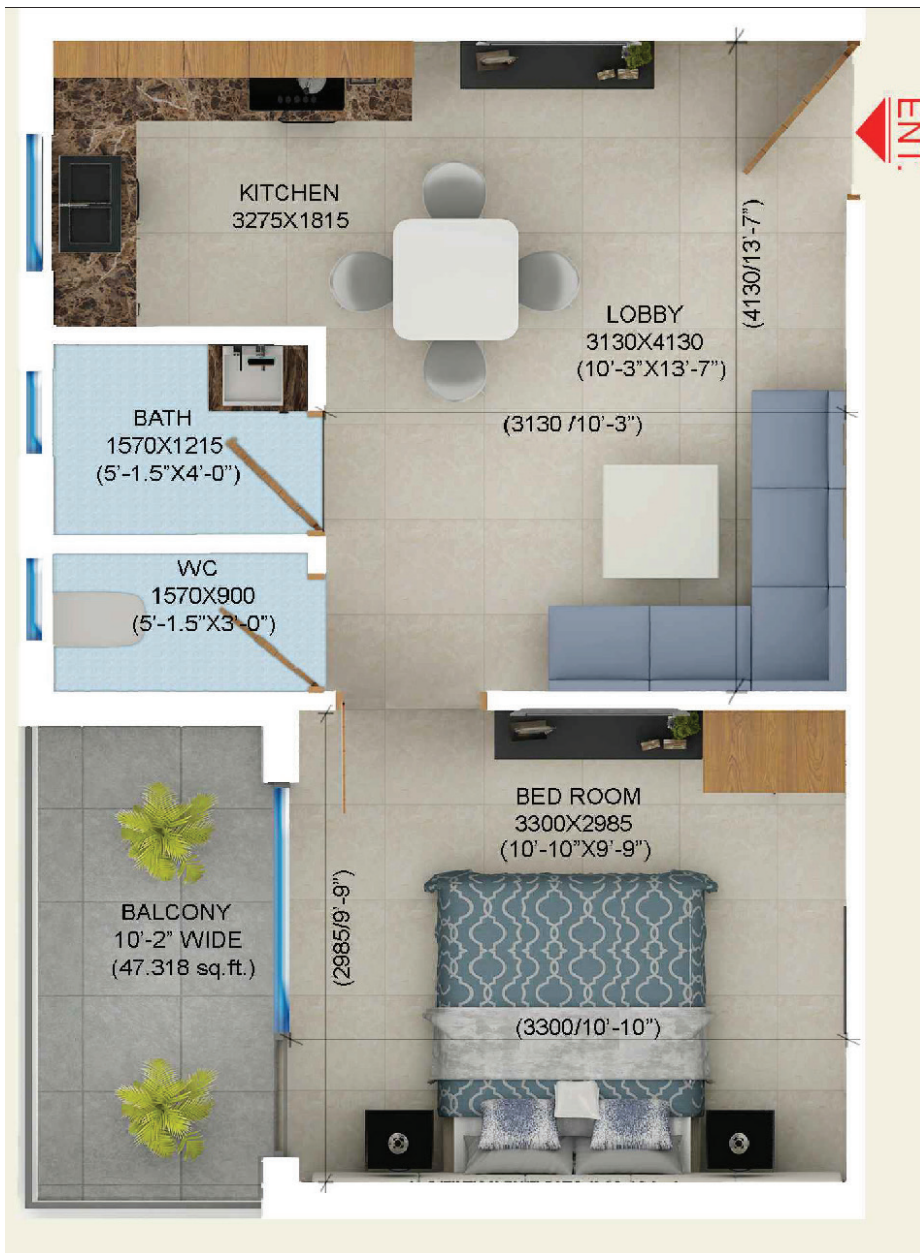 ENT.
KITCHEN
3275X1815
(4130/13'-7")
LOBBY
3130X4130
(10'-3"X13'-7")
(3130 /10'-3")
BATH
1570X1215
(5'-1.5"X4'-0")
WC
1570X900
(5'-1.5"X3'-0")
BED ROOM
3300X2985
(10'-10"X9'-9")
(2985/9'-9")
BALCONY
10'-2" WIDE
(47.318 sq.ft.)
(3300/10'-10")